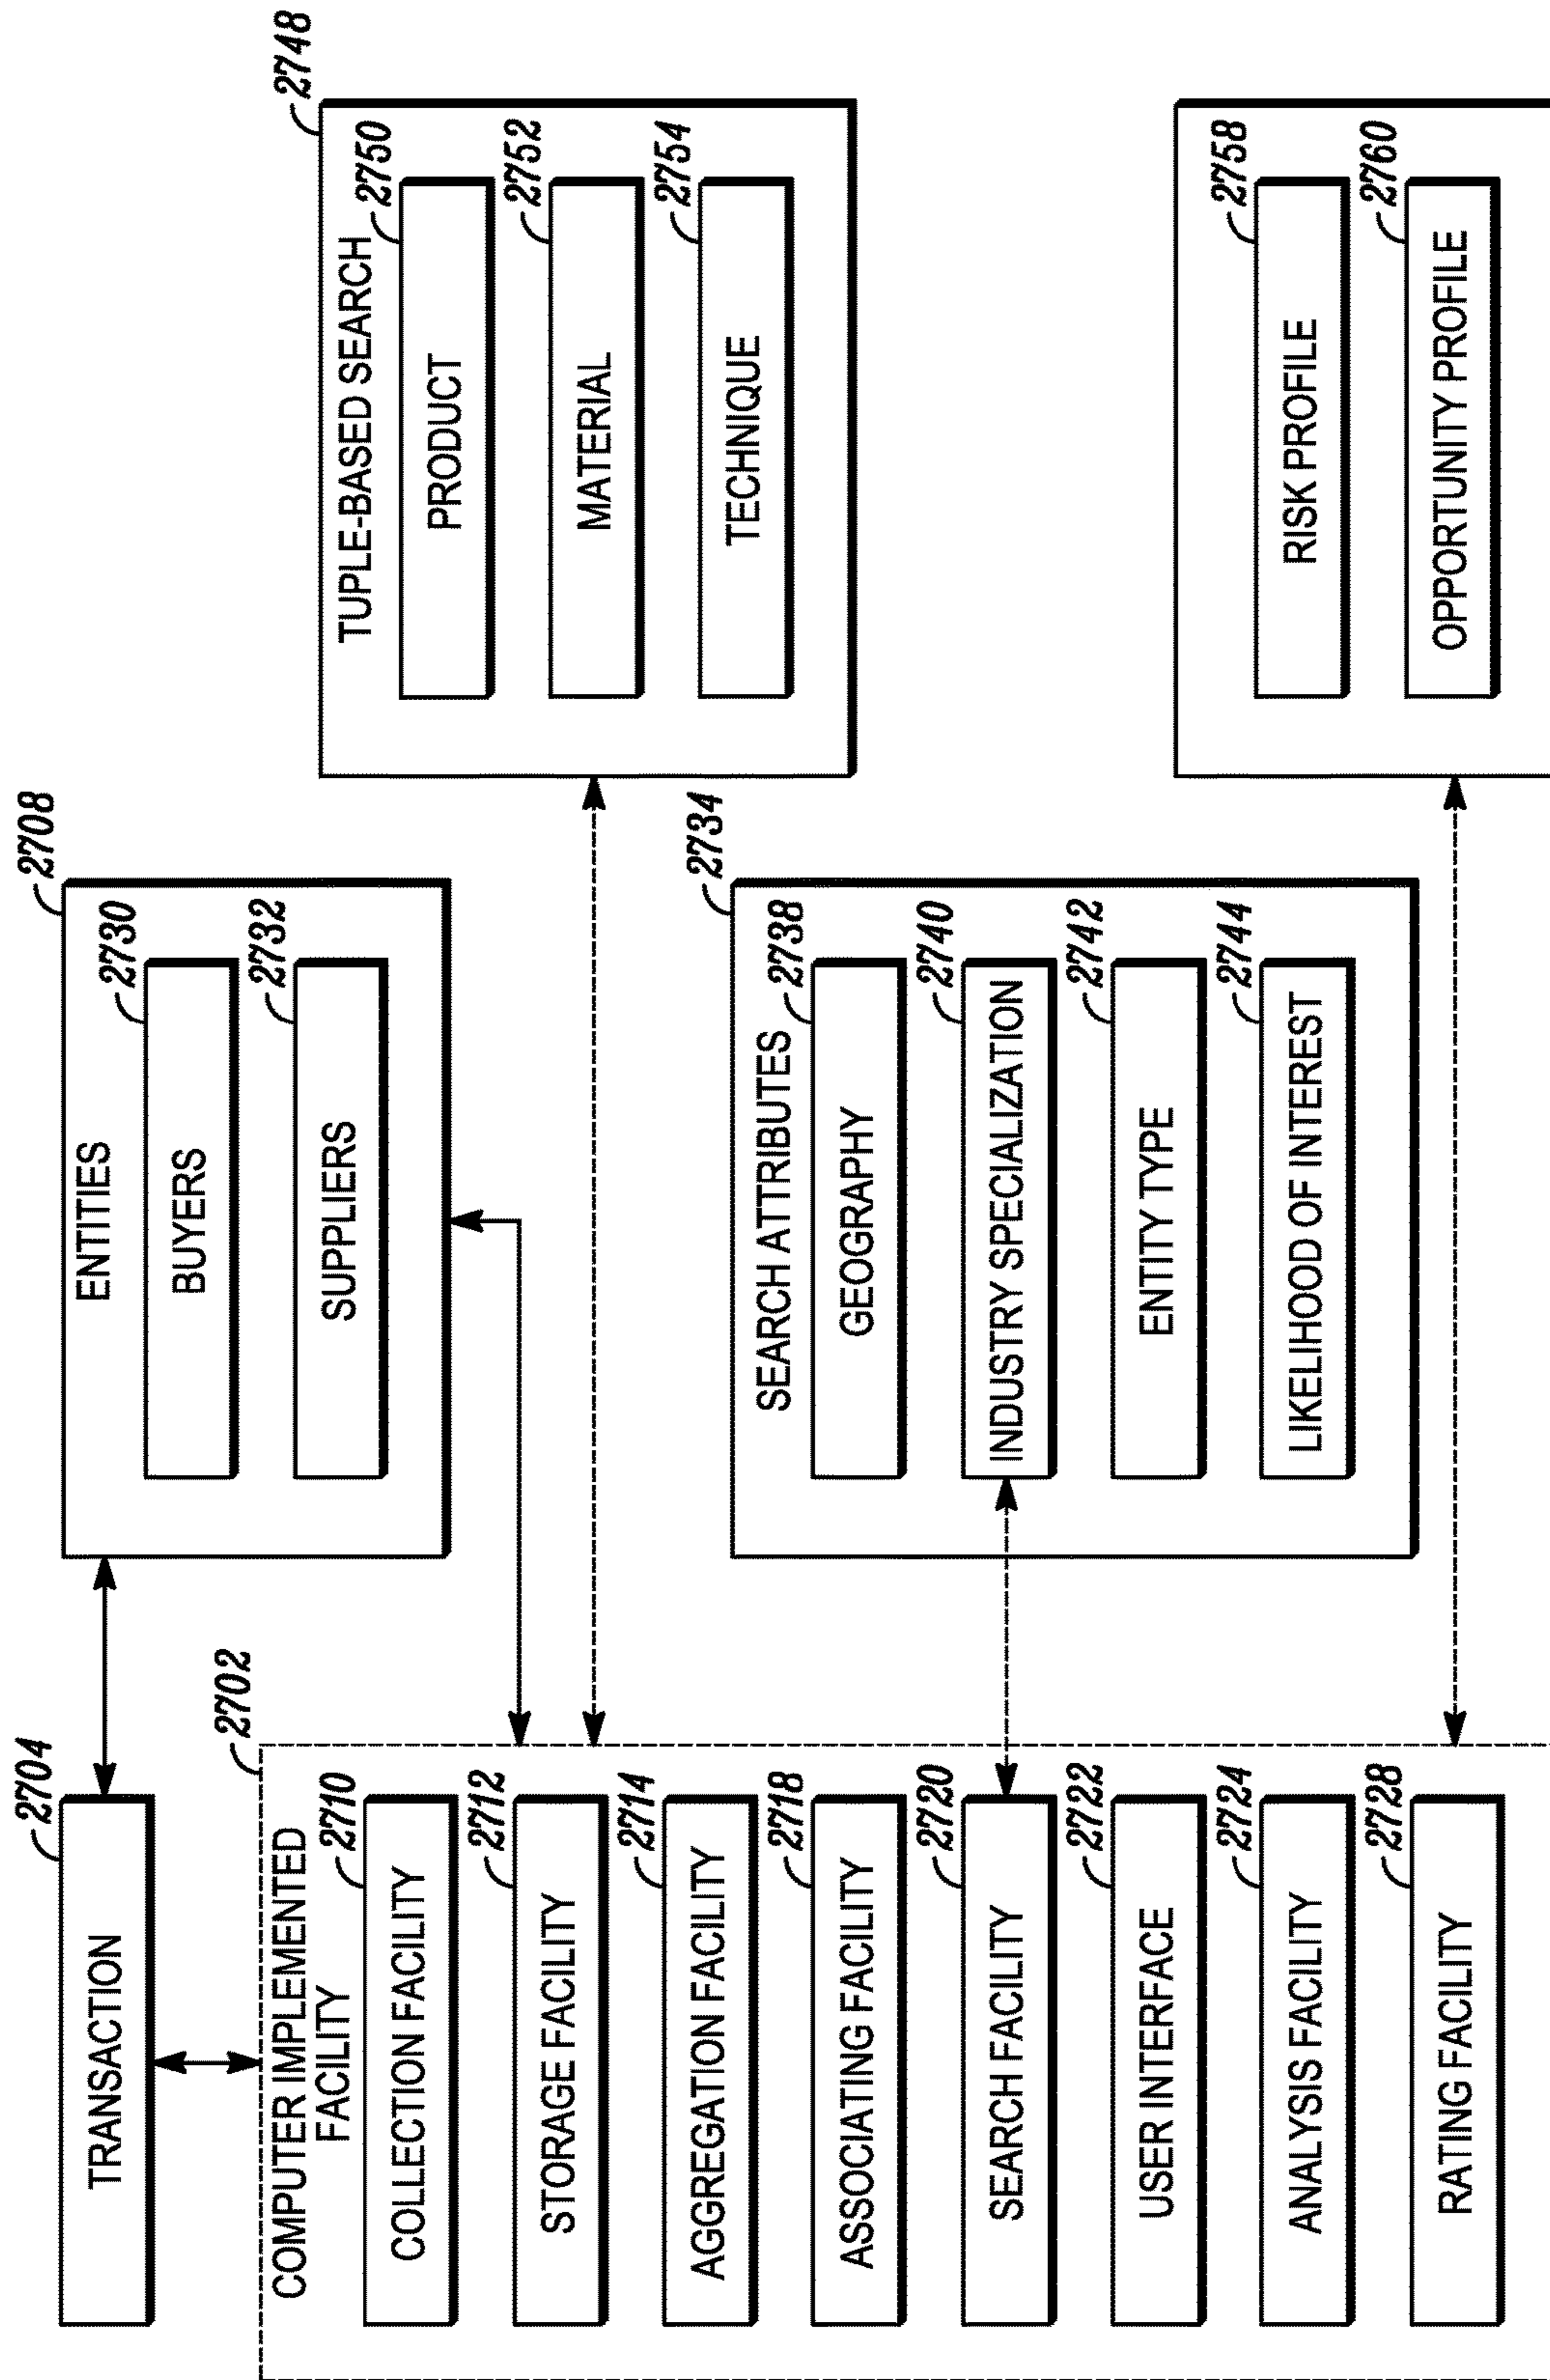 2704
TRANSACTION
2702
COMPUTER IMPLEMENTED
FACILITY
2710
COLLECTION FACILITY
2712
STORAGE FACILITY
2714
AGGREGATION FACILITY
2718
ASSOCIATING FACILITY
2720
SEARCH FACILITY
2722
USER INTERFACE
2724
ANALYSIS FACILITY
2728
RATING FACILITY
2708
ENTITIES
2730
BUYERS
2732
SUPPLIERS
2734
SEARCH ATTRIBUTES
2738
GEOGRAPHY
2740
INDUSTRY SPECIALIZATION
2742
ENTITY TYPE
2744
LIKELIHOOD OF INTEREST
2748
TUPLE-BASED SEARCH
2750
PRODUCT
2752
MATERIAL
2754
TECHNIQUE
2758
RISK PROFILE
2760
OPPORTUNITY PROFILE